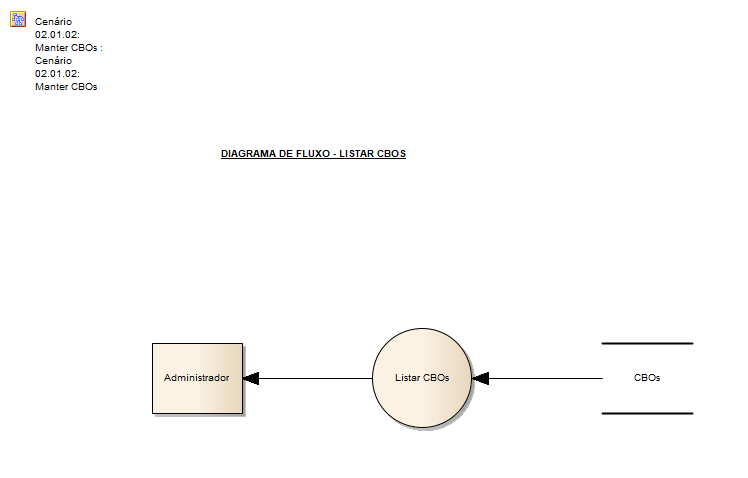 Cenário
02.01.02:
Manter CBOs :
Cenário
02.01.02:
Manter CBOs
DIAGRAMA DE FLUXO - LISTAR CBOS
Administrador
Listar CBOs
CBOs